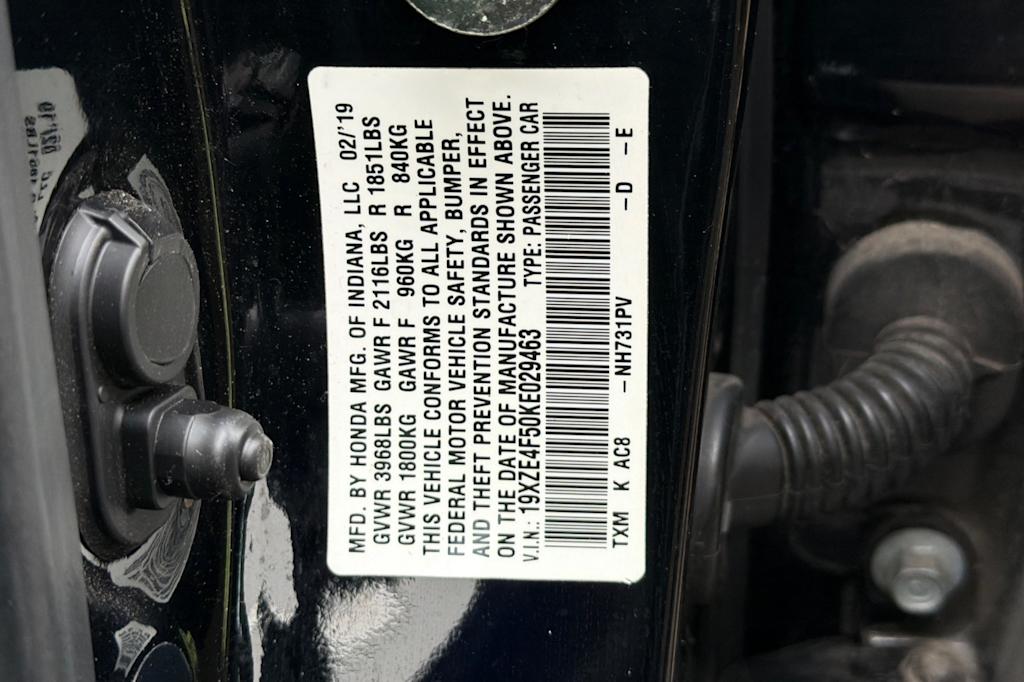 MFD. BY HONDA MFG. OF INDIANA, LLC 02/'19
GVWR 3968LBS GAWR F 2116LBS R 1851LBS
GVWR 1800KG GAWR F 960KG R 840KG
THIS VEHICLE CONFORMS TO ALL APPLICABLE
FEDERAL MOTOR VEHICLE SAFETY, BUMPER,
AND THEFT PREVENTION STANDARDS IN EFFECT
ON THE DATE OF MANUFACTURE SHOWN ABOVE.
V.I.N.: 19XZE4F50KE029463 TYPE: PASSENGER CAR
TXM K AC8 –NH731PV –D –E